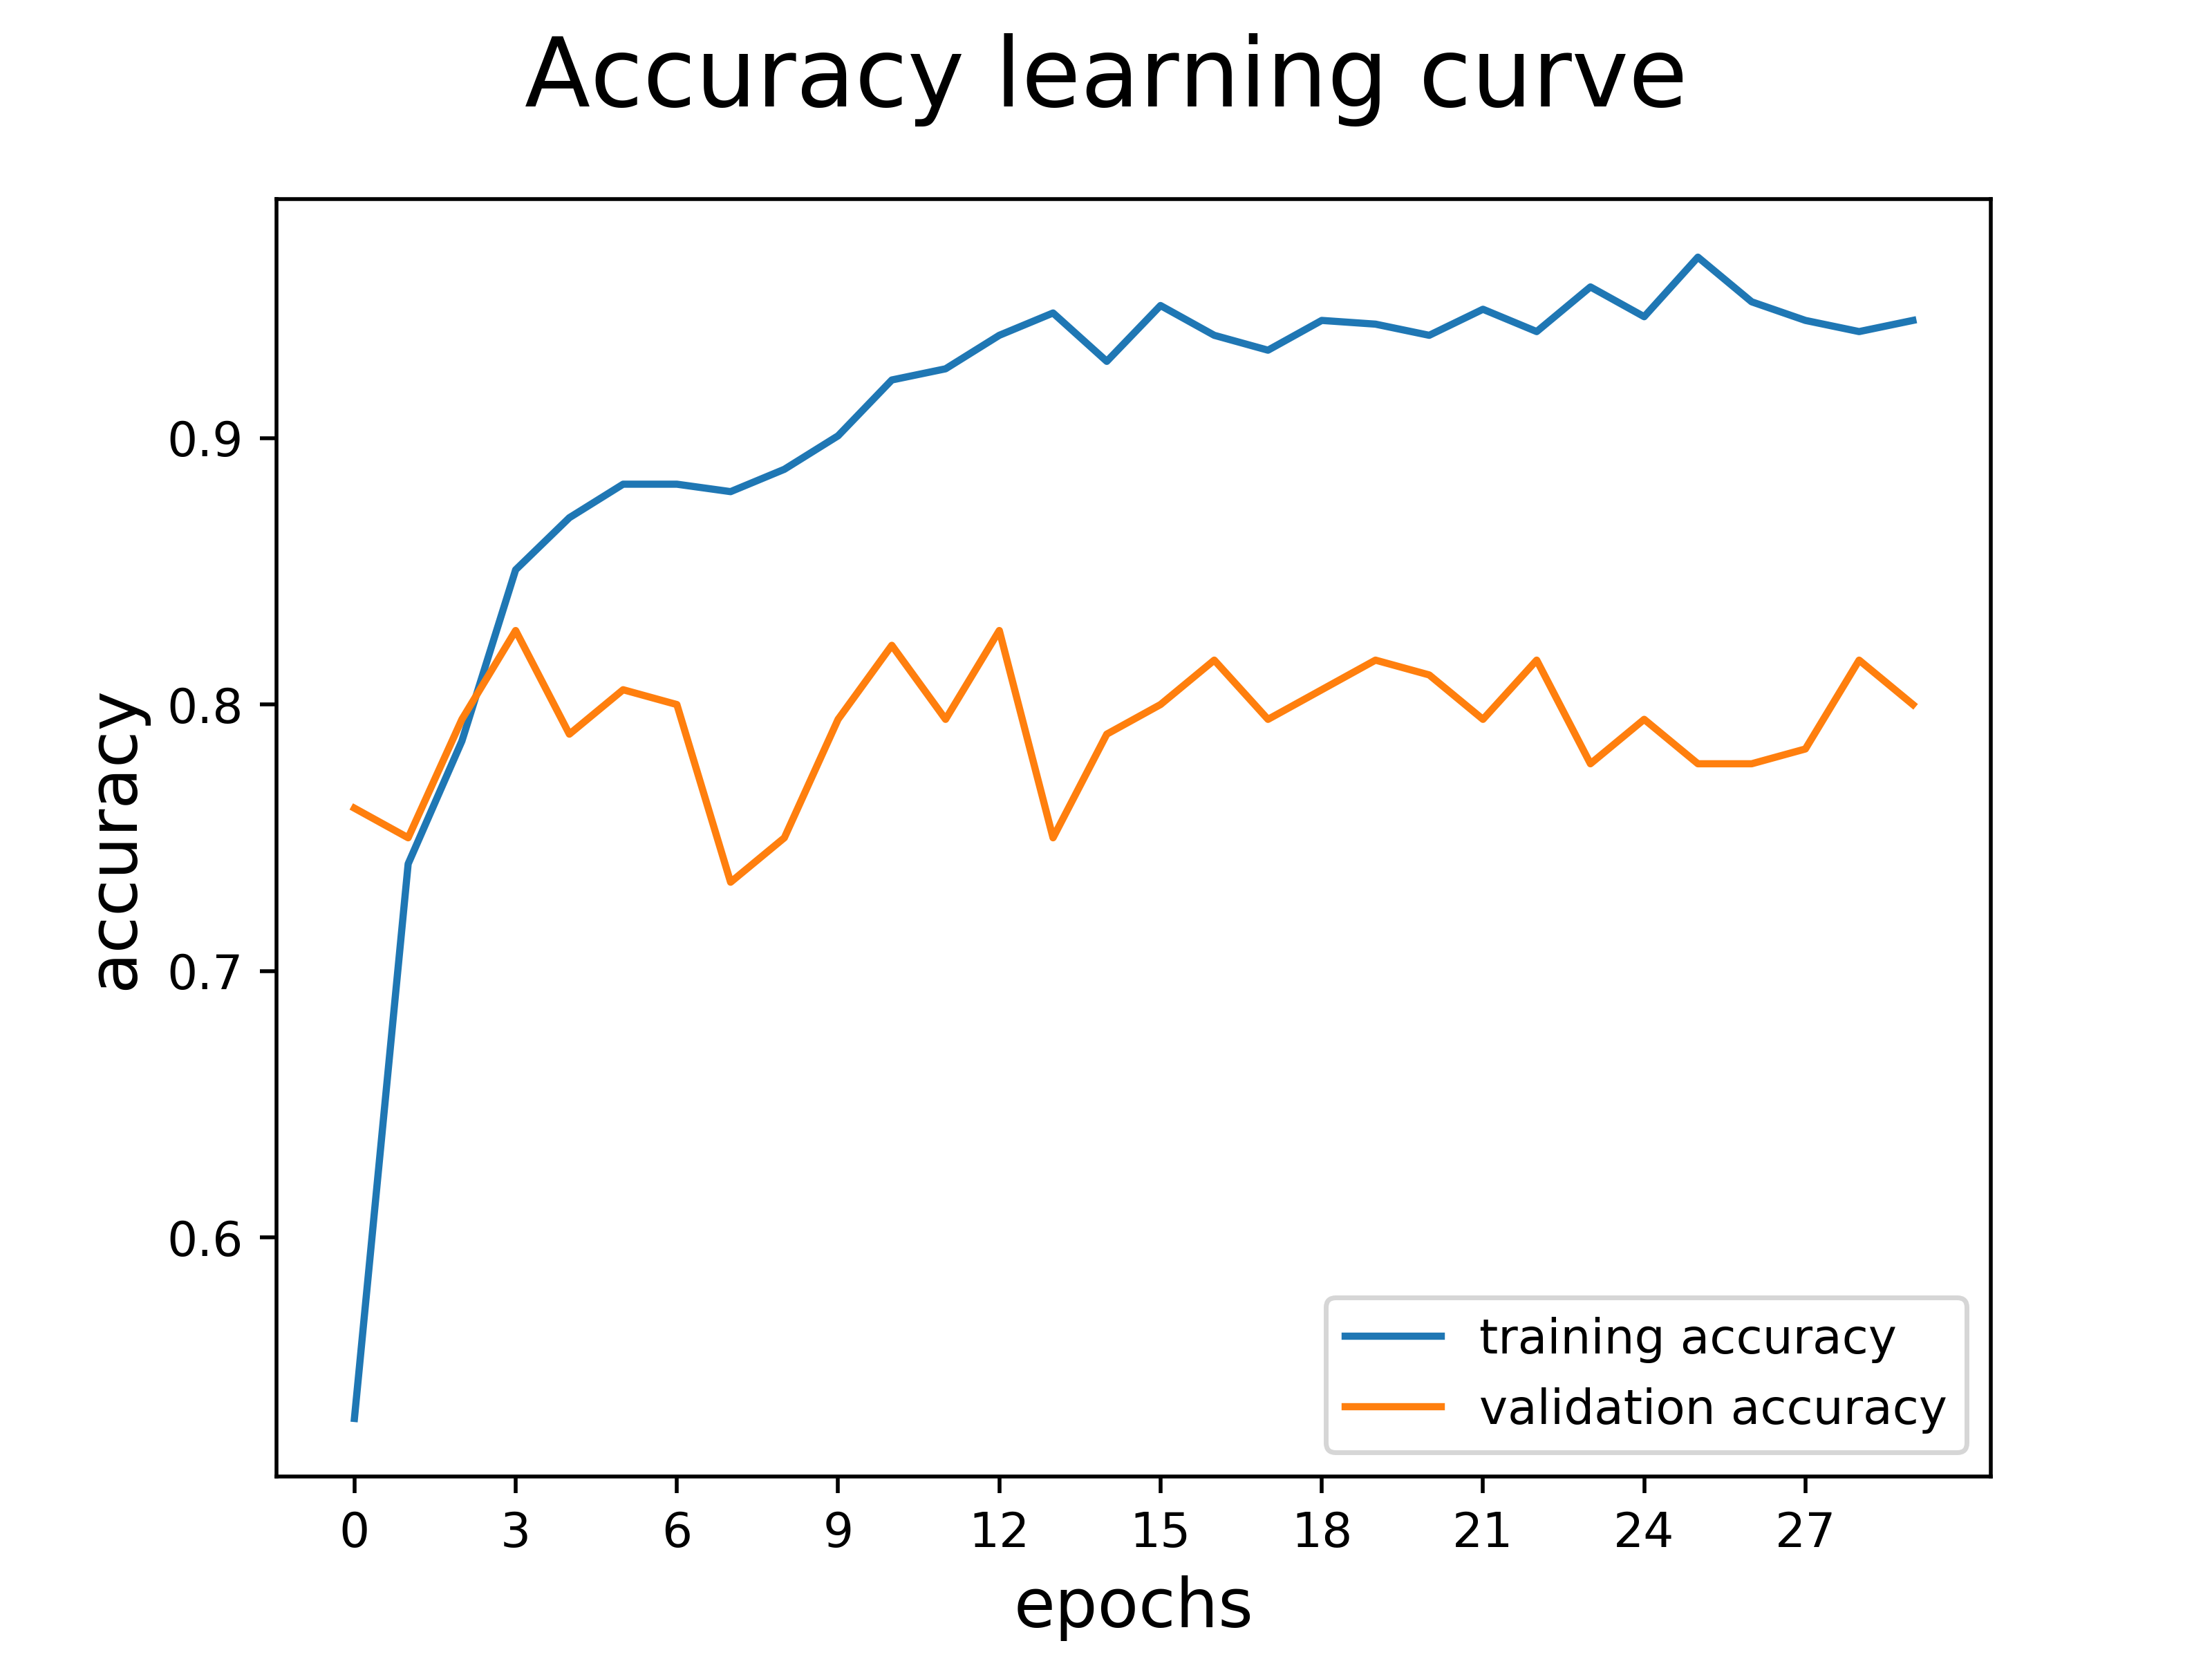 Accuracy learning curve
accuracy
0.9
0.8
0.7
0.6
training accuracy
validation accuracy
0 3 6 9 12 15 18 21 24 27
epochs